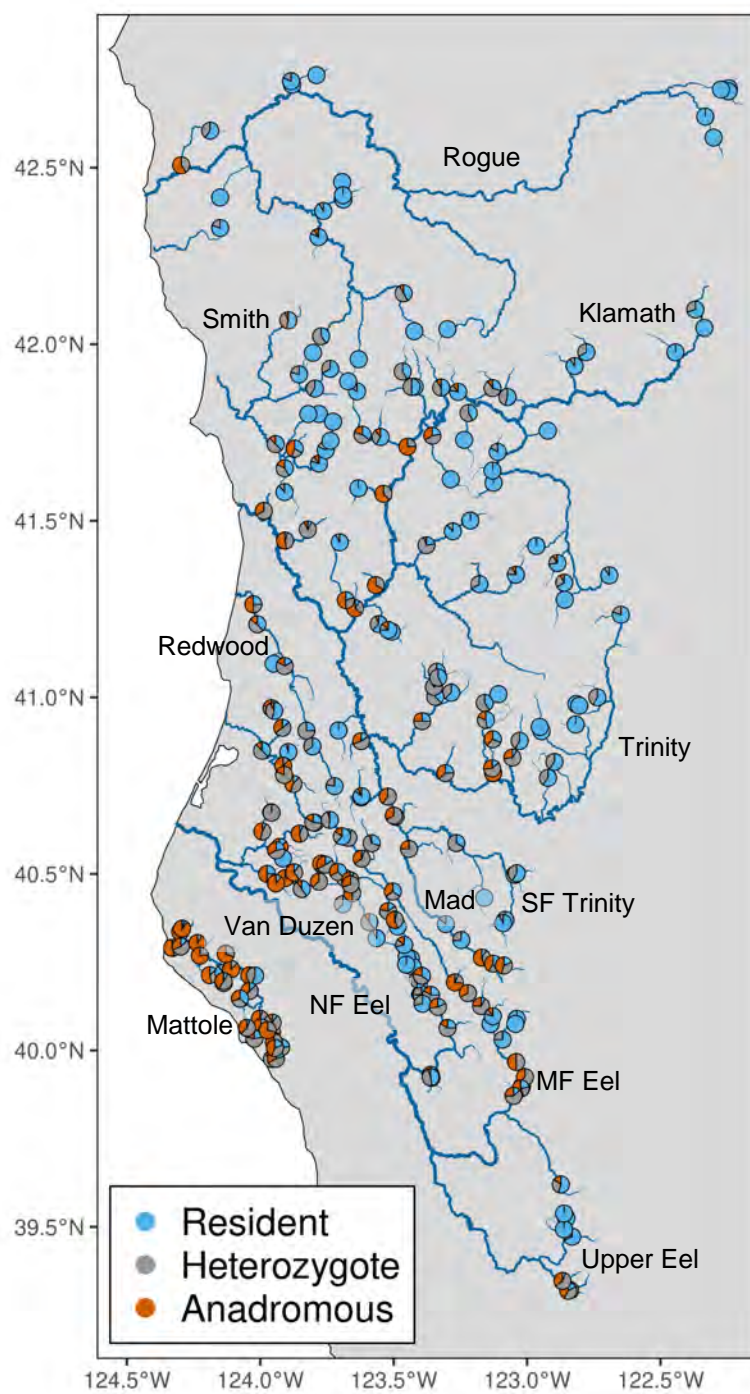 42.5°N
Rogue
Smith
Klamath
42.0°N
41.5°N
Redwood
41.0°N
Trinity
40.5°N
Mad
SF Trinity
Van Duzen
NF Eel
Mattole
40.0°N
MF Eel
39.5°N
Resident
Upper Eel
Heterozygote
Anadromous
124.5°W 124.0°W 123.5°W 123.0°W 122.5°W